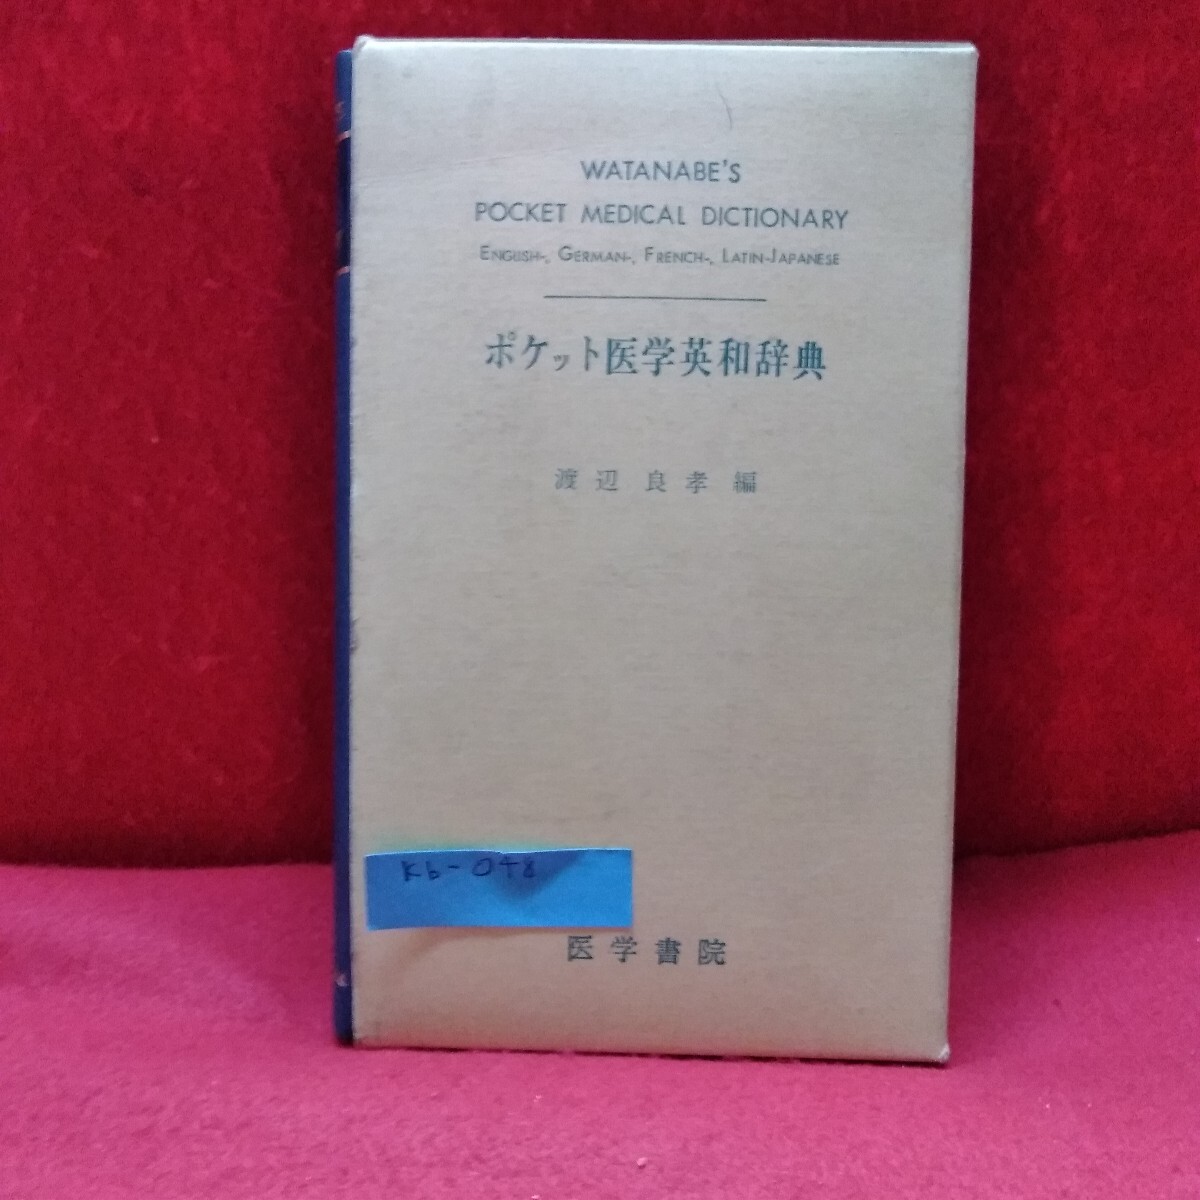 WATANABE'S
POCKET MEDICAL DICTIONARY
ENGLISH-, GERMAN-, FRENCH-, LATIN-JAPANESE
ポケット医学英和辞典
渡辺良孝編
Kb-048
医学書院